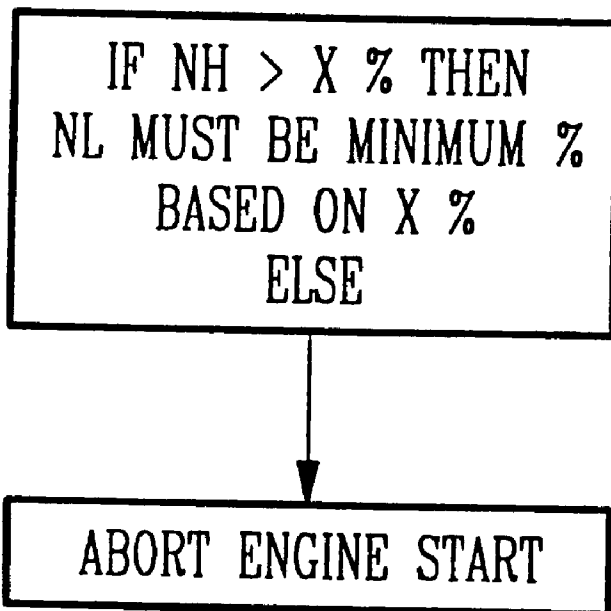 IF NH > X % THEN
NL MUST BE MINIMUM %
BASED ON X %
ELSE
ABORT ENGINE START